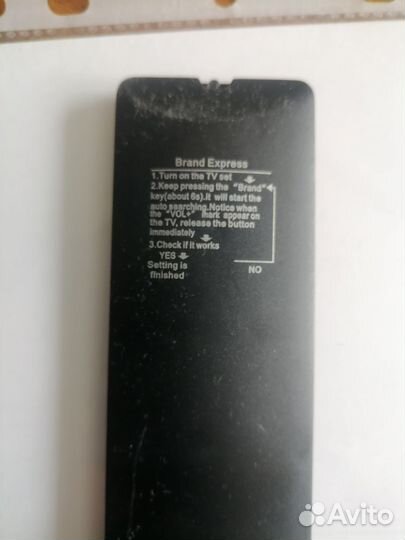 Brand Express
1.Turn on the TV set
2.Keep pressing the "Brand"
key(about 6s).it will start the
auto searching.Notice when
the "VOL+" mark appear on
the TV, release the button
immediately
3.Check if it works
YES
NO
Setting is
finished
Avito